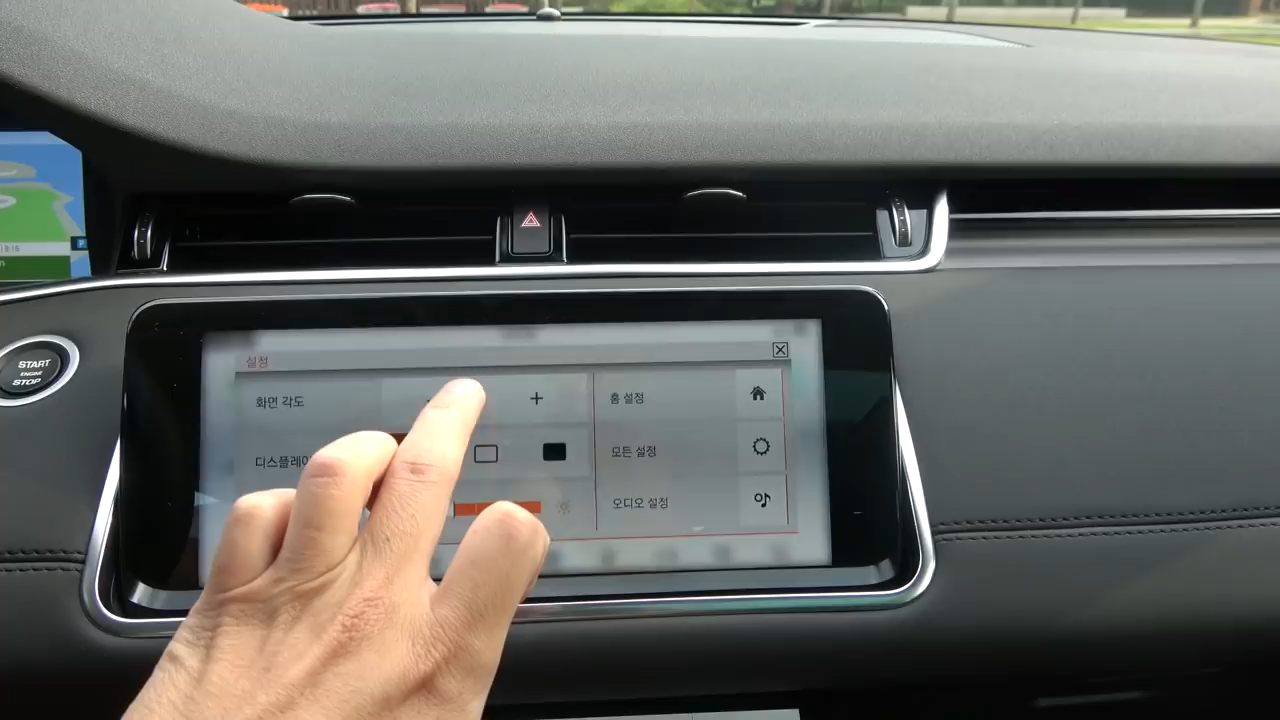 START
ENGINE
STOP
설정
화면 각도
+
홈 설정
디스플레이
모든 설정
오디오 설정